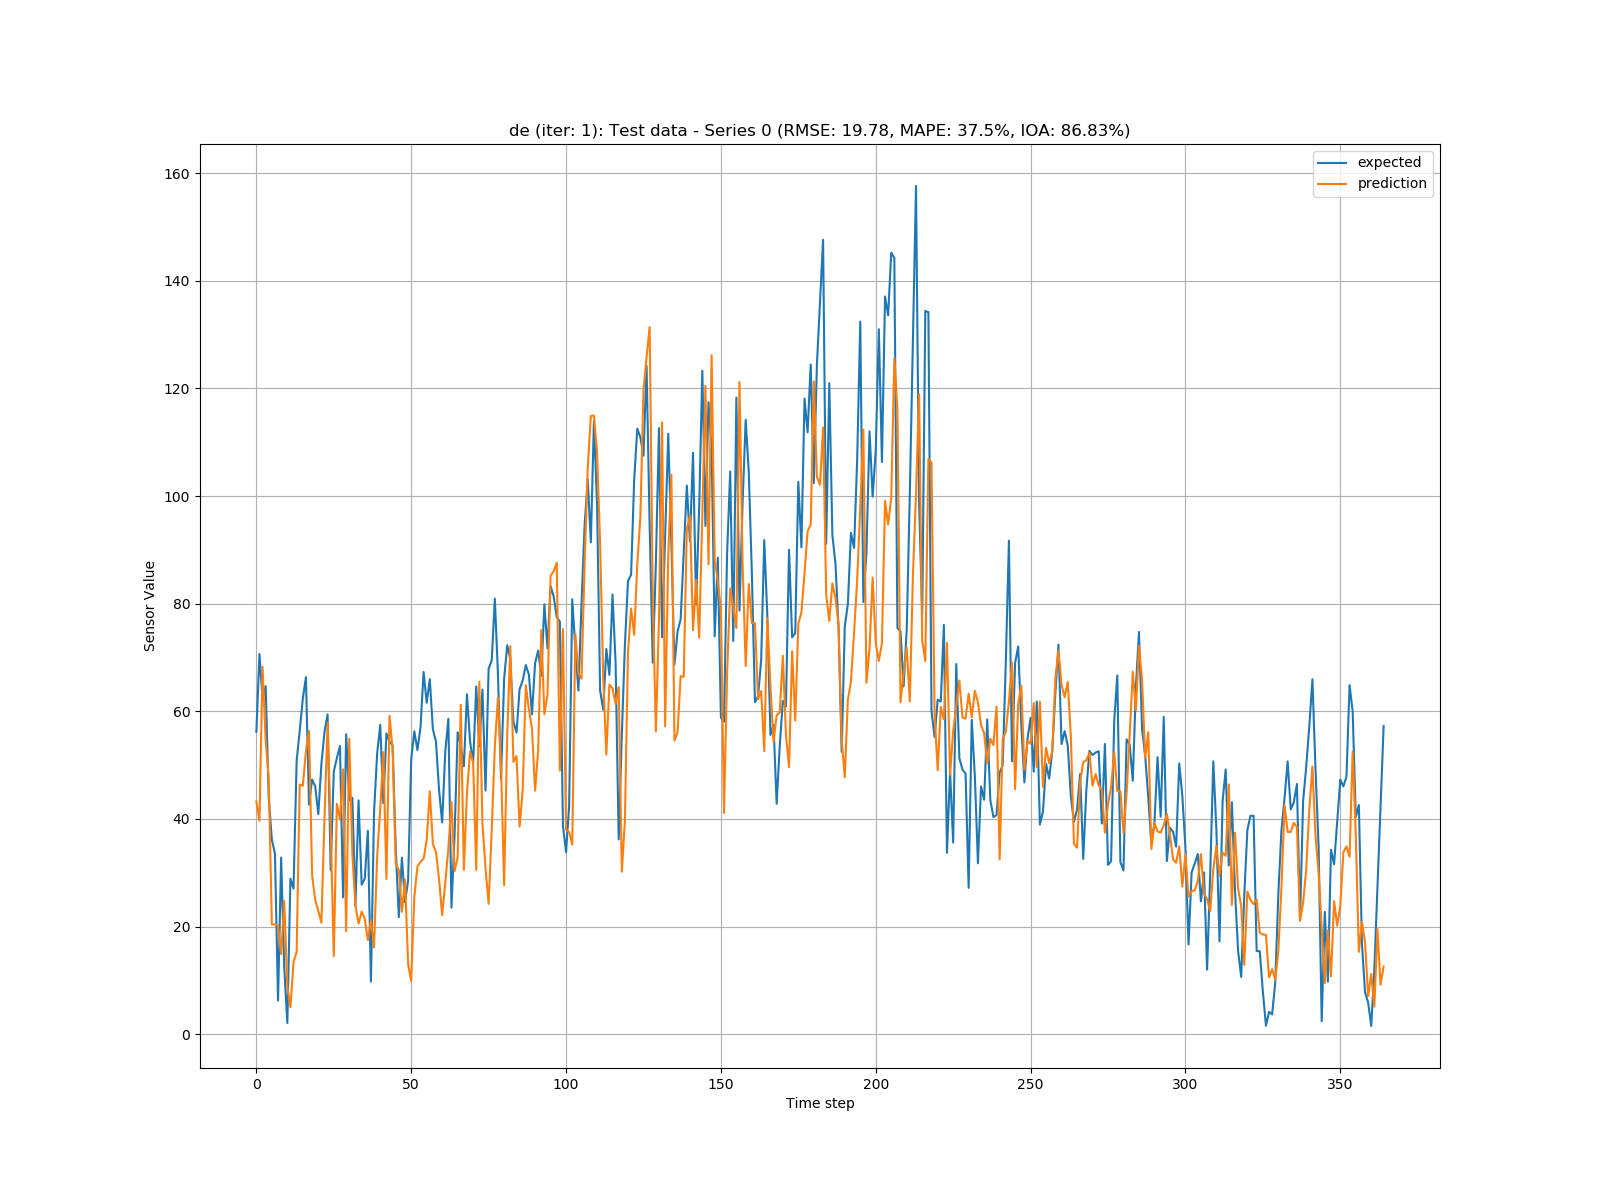 de (iter: 1): Test data - Series 0 (RMSE: 19.78, MAPE: 37.5%, IOA: 86.83%)
expected
prediction
160
140
120
100
80
60
40
20
0
Sensor Value
0 50 100 150 200 250 300 350
Time step